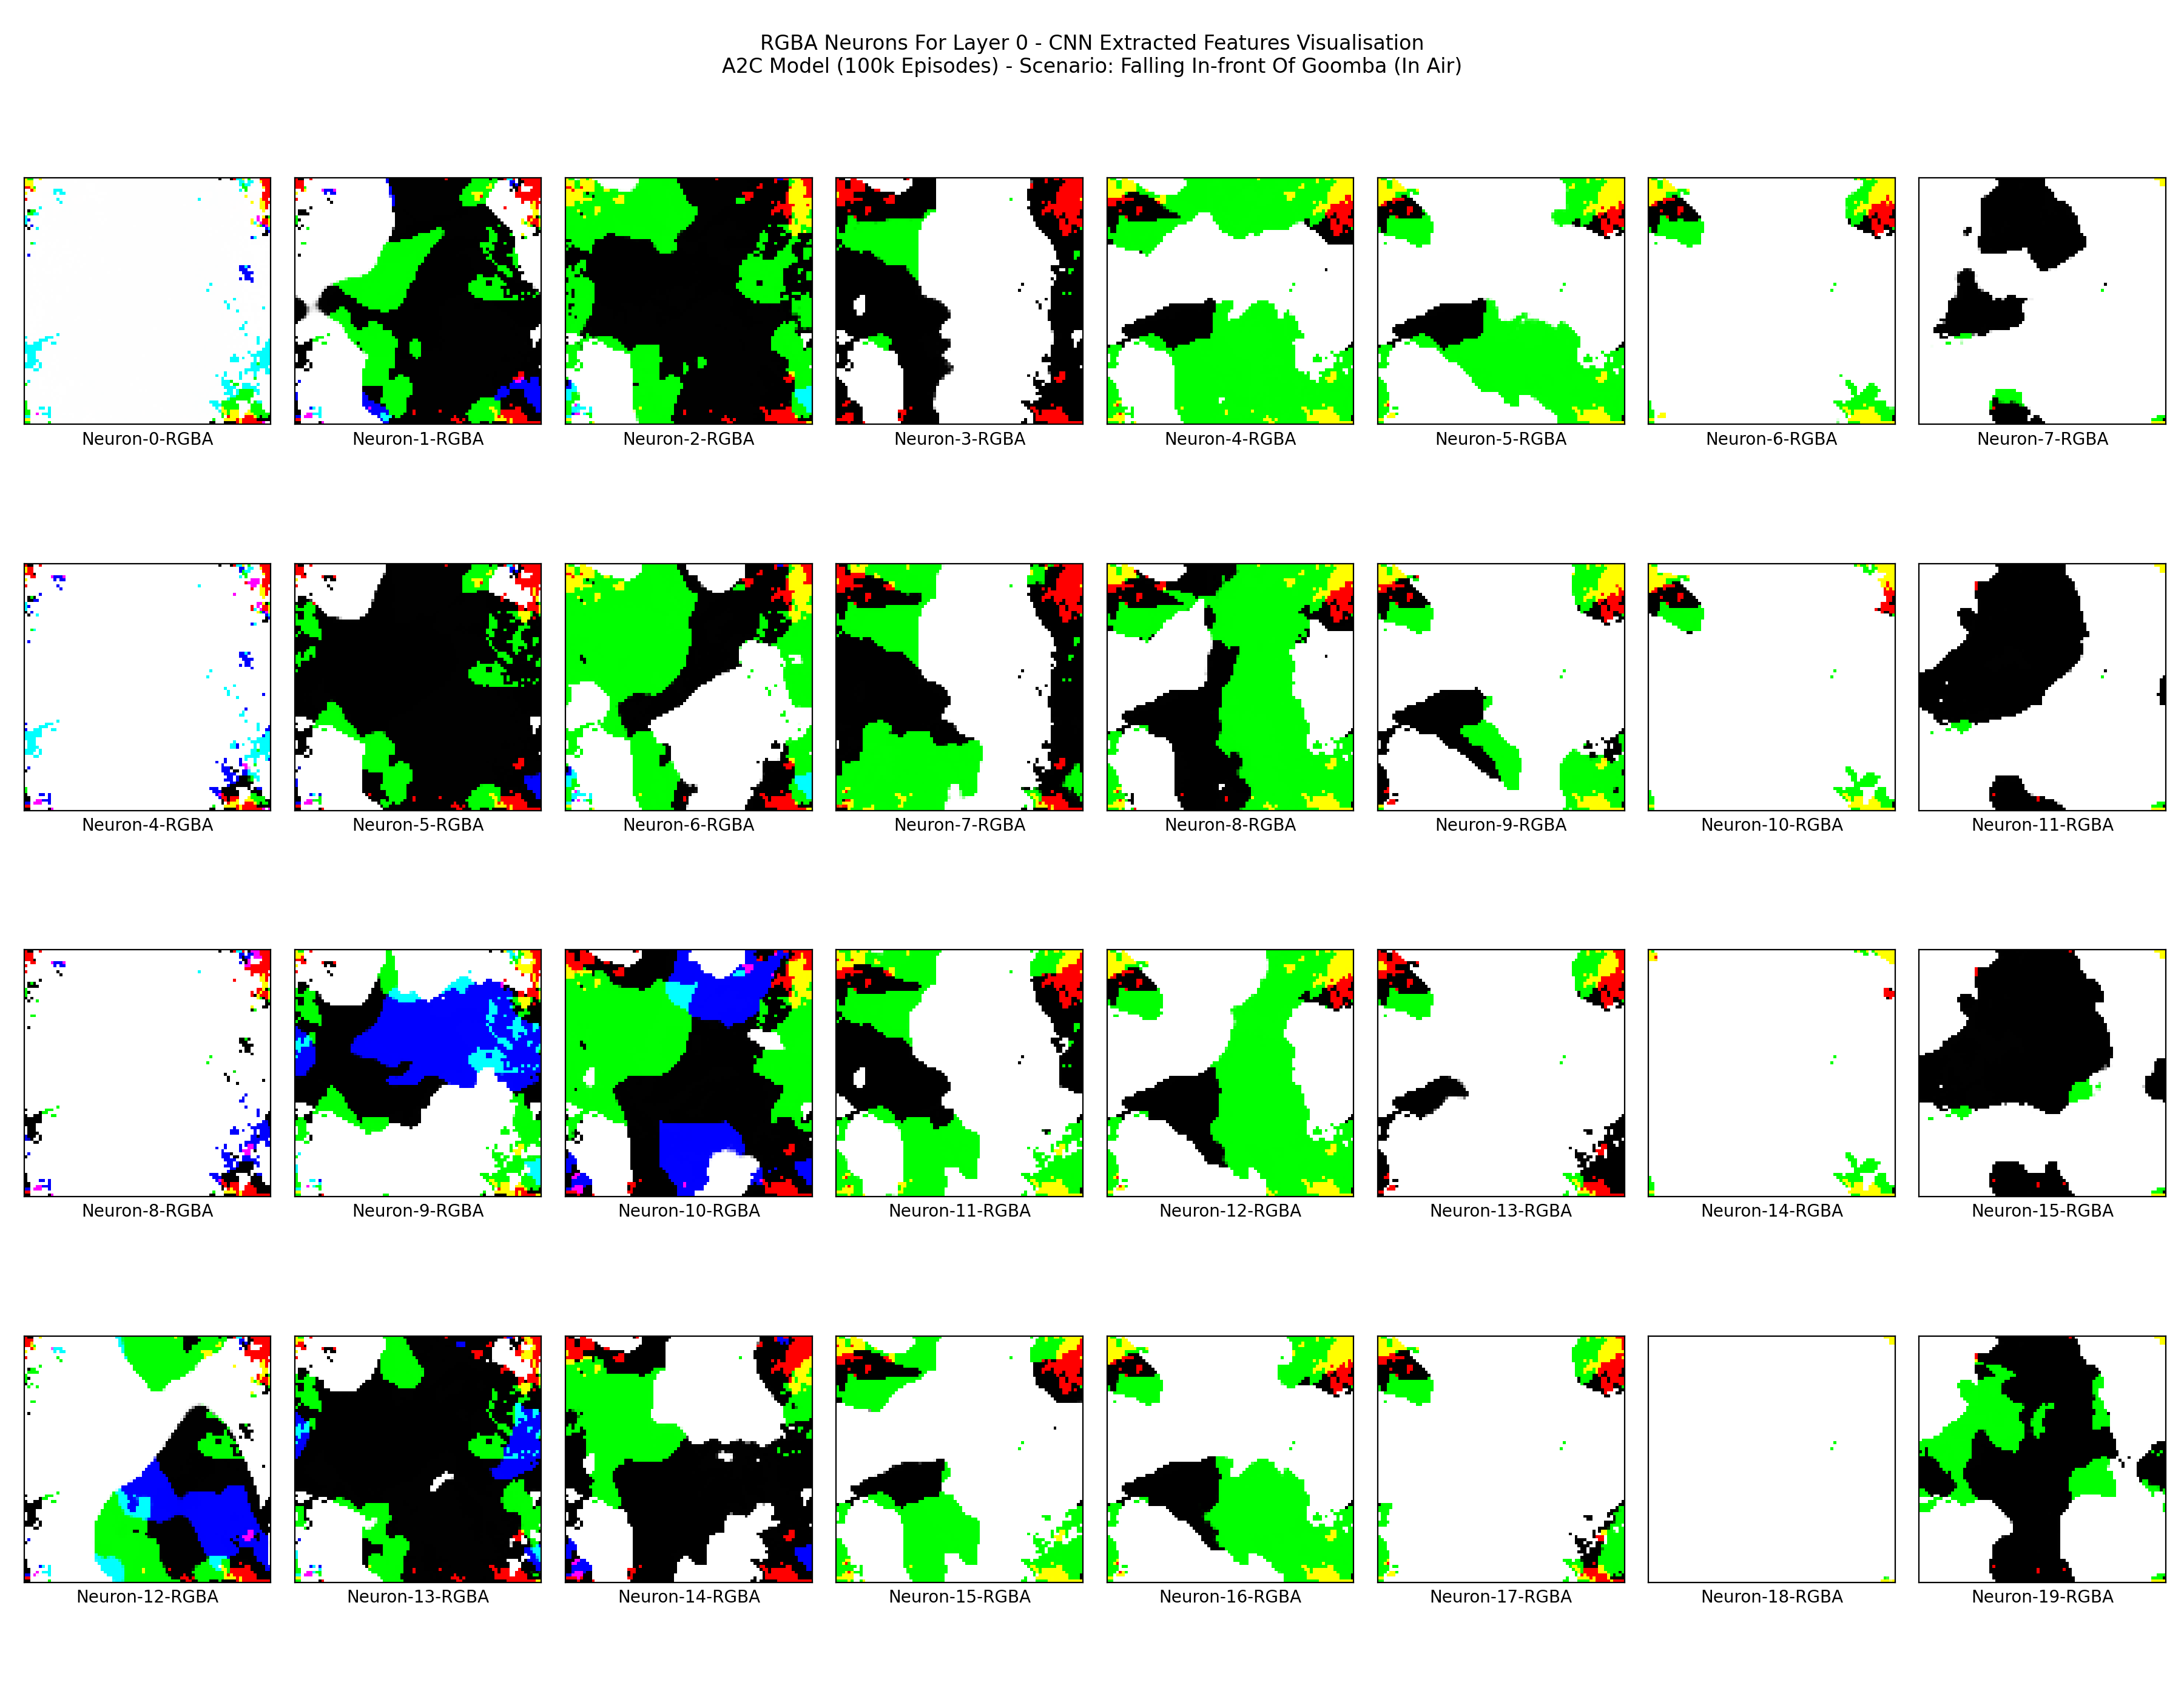 RGBA Neurons For Layer 0 - CNN Extracted Features Visualisation
A2C Model (100k Episodes) - Scenario: Falling In-front Of Goomba (In Air)
Neuron-0-RGBA
Neuron-1-RGBA
Neuron-2-RGBA
Neuron-3-RGBA
Neuron-4-RGBA
Neuron-5-RGBA
Neuron-6-RGBA
Neuron-7-RGBA
Neuron-4-RGBA
Neuron-5-RGBA
Neuron-6-RGBA
Neuron-7-RGBA
Neuron-8-RGBA
Neuron-9-RGBA
Neuron-10-RGBA
Neuron-11-RGBA
Neuron-8-RGBA
Neuron-9-RGBA
Neuron-10-RGBA
Neuron-11-RGBA
Neuron-12-RGBA
Neuron-13-RGBA
Neuron-14-RGBA
Neuron-15-RGBA
Neuron-12-RGBA
Neuron-13-RGBA
Neuron-14-RGBA
Neuron-15-RGBA
Neuron-16-RGBA
Neuron-17-RGBA
Neuron-18-RGBA
Neuron-19-RGBA